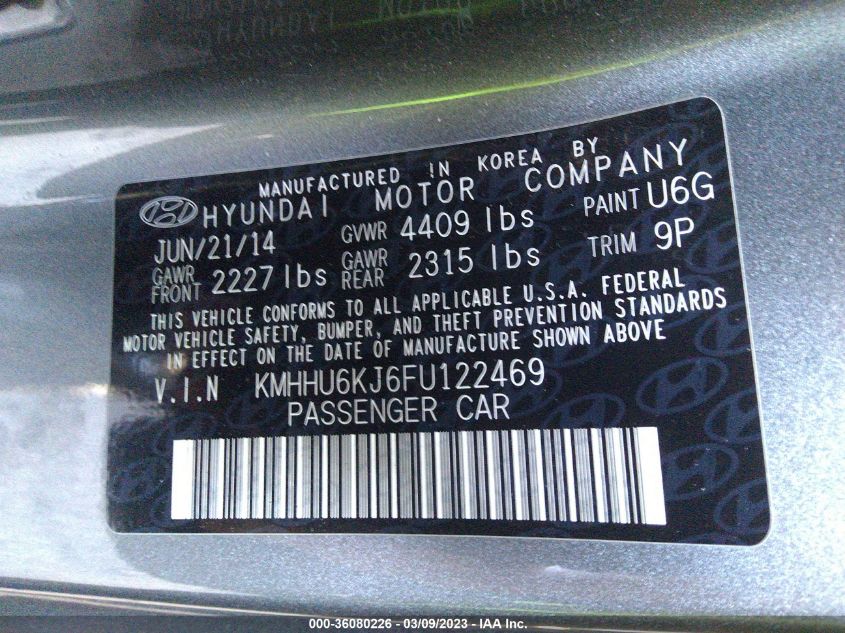 MANUFACTURED IN KOREA BY
HYUNDAI MOTOR COMPANY
JUN/21/14 GVWR 4409 lbs PAINT U6G
GAWR FRONT 2227 lbs GAWR REAR 2315 lbs TRIM 9P
THIS VEHICLE CONFORMS TO ALL APPLICABLE U.S.A. FEDERAL
MOTOR VEHICLE SAFETY, BUMPER, AND THEFT PREVENTION STANDARDS
IN EFFECT ON THE DATE OF MANUFACTURE SHOWN ABOVE
V.I.N KMHHU6KJ6FU122469
PASSENGER CAR
000-36080226 - 03/09/2023 - IAA Inc.